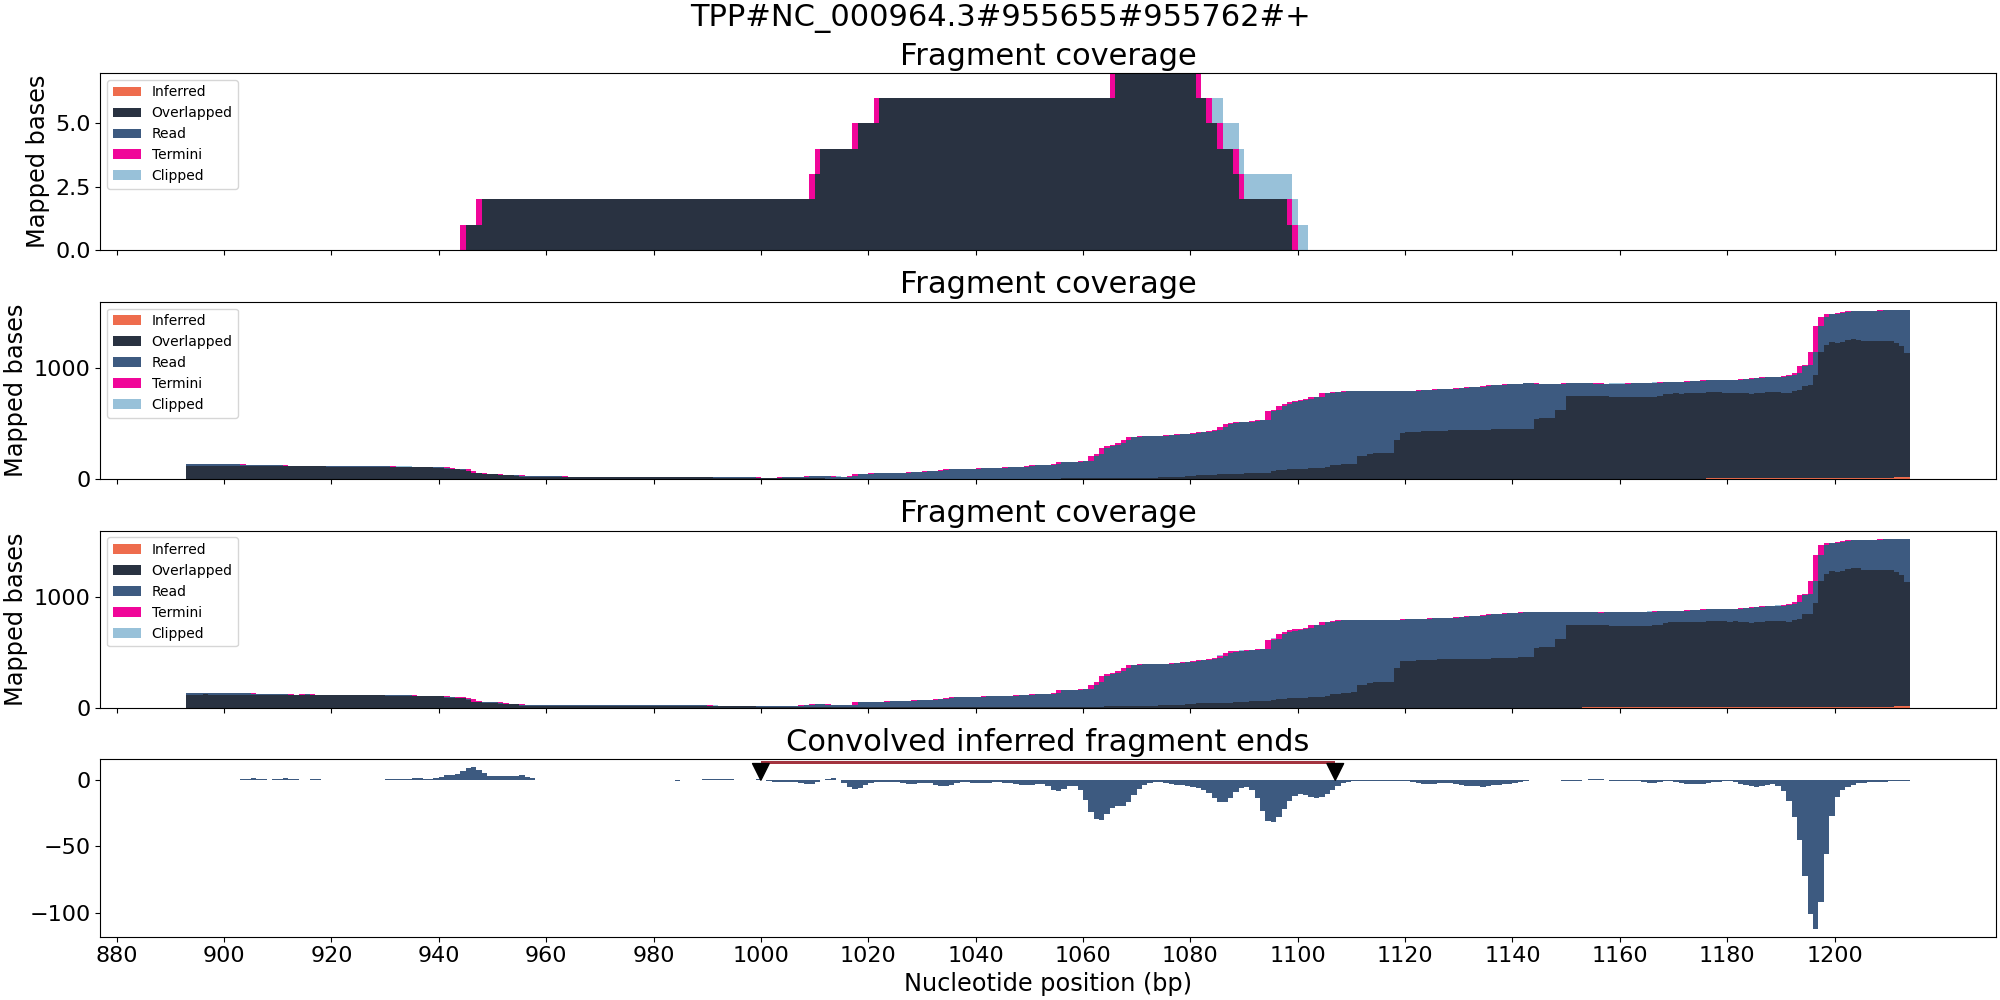 TPP#NC_000964.3#955655#955762#+
Fragment coverage
Mapped bases
5.0
2.5
0.0
Inferred
Overlapped
Read
Termini
Clipped
Fragment coverage
Mapped bases
1000
0
Inferred
Overlapped
Read
Termini
Clipped
Fragment coverage
Mapped bases
1000
0
Inferred
Overlapped
Read
Termini
Clipped
Convolved inferred fragment ends
0
−50
−100
880 900 920 940 960 980 1000 1020 1040 1060 1080 1100 1120 1140 1160 1180 1200
Nucleotide position (bp)